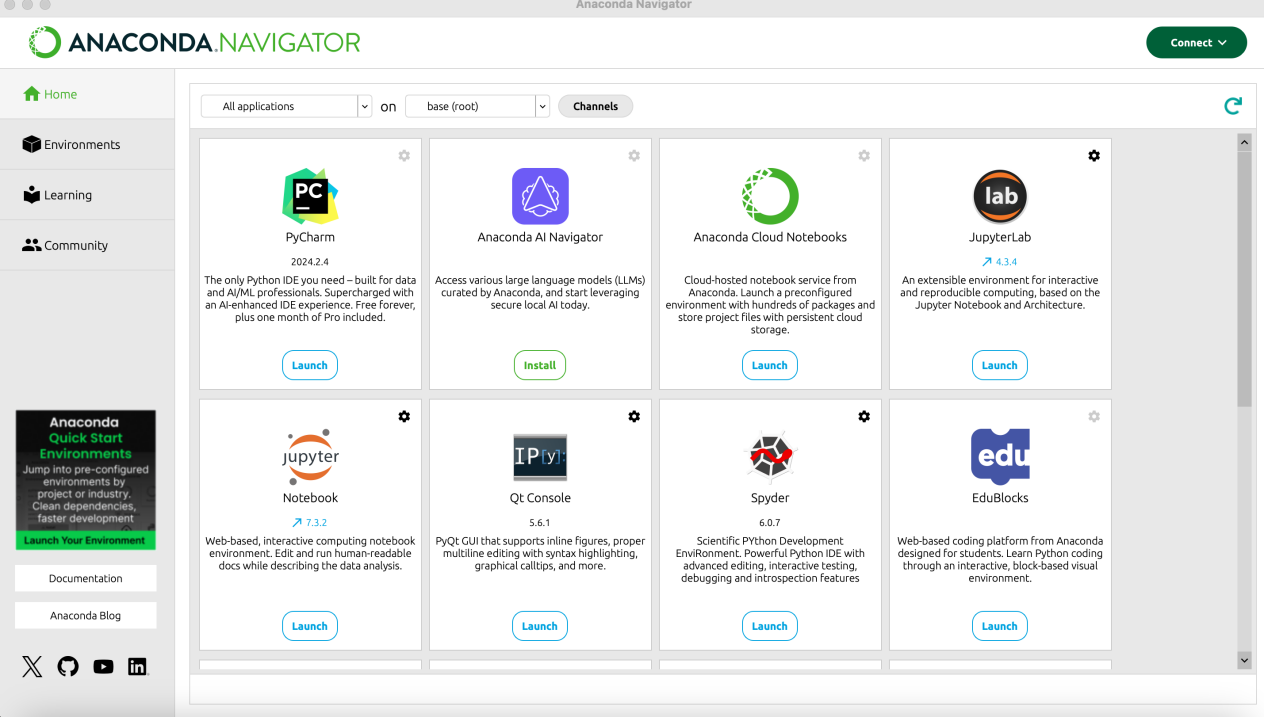 Anaconda Navigator
ANACONDA.NAVIGATOR
Connect
Home
Environments
Learning
Community
Anaconda
Quick Start
Environments
Jump into pre-configured
environments by
project or industry.
Clean dependencies,
faster development
Launch Your Environment
Documentation
Anaconda Blog
All applications
on
base (root)
Channels
PC
PyCharm
2024.2.4
The only Python IDE you need – built for data
and AI/ML professionals. Supercharged with
an AI-enhanced IDE experience. Free forever,
plus one month of Pro included.
Launch
Anaconda AI Navigator
Access various large language models (LLMs)
curated by Anaconda, and start leveraging
secure local AI today.
Install
Anaconda Cloud Notebooks
Cloud-hosted notebook service from
Anaconda. Launch a preconfigured
environment with hundreds of packages and
store project files with persistent cloud
storage.
Launch
lab
JupyterLab
4.3.4
An extensible environment for interactive
and reproducible computing, based on the
Jupyter Notebook and Architecture.
Launch
jupyter
Notebook
7.3.2
Web-based, interactive computing notebook
environment. Edit and run human-readable
docs while describing the data analysis.
Launch
IP[y]:
Qt Console
5.6.1
PyQt GUI that supports inline figures, proper
multiline editing with syntax highlighting,
graphical calltips, and more.
Launch
Spyder
6.0.7
Scientific PYthon Development
EnviRonment. Powerful Python IDE with
advanced editing, interactive testing,
debugging and introspection features
Launch
edu
EduBlocks
Web-based coding platform from Anaconda
designed for students. Learn Python coding
through an interactive, block-based visual
environment.
Launch